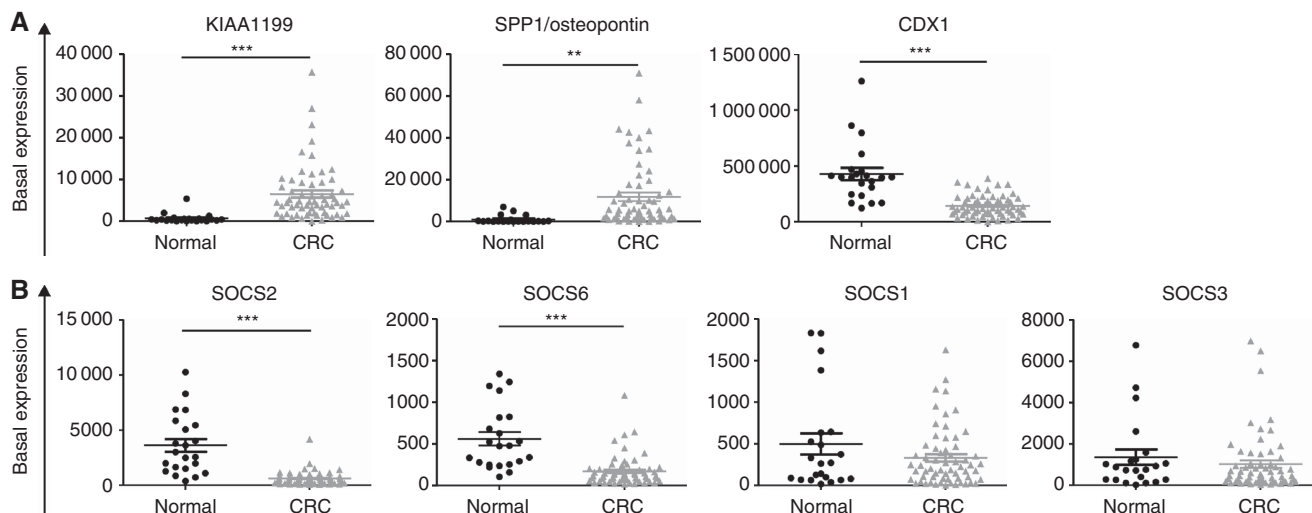 A
KIAA1199
SPP1/osteopontin
CDX1
Basal expression
40 000
30 000
20 000
10 000
0
***
Normal
CRC
80 000
60 000
40 000
20 000
0
**
Normal
CRC
1 500 000
1 000 000
500 000
0
***
Normal
CRC
B
SOCS2
SOCS6
SOCS1
SOCS3
Basal expression
15 000
10 000
5000
0
***
Normal
CRC
2000
1500
1000
500
0
***
Normal
CRC
2000
1500
1000
500
0
Normal
CRC
8000
6000
4000
2000
0
Normal
CRC